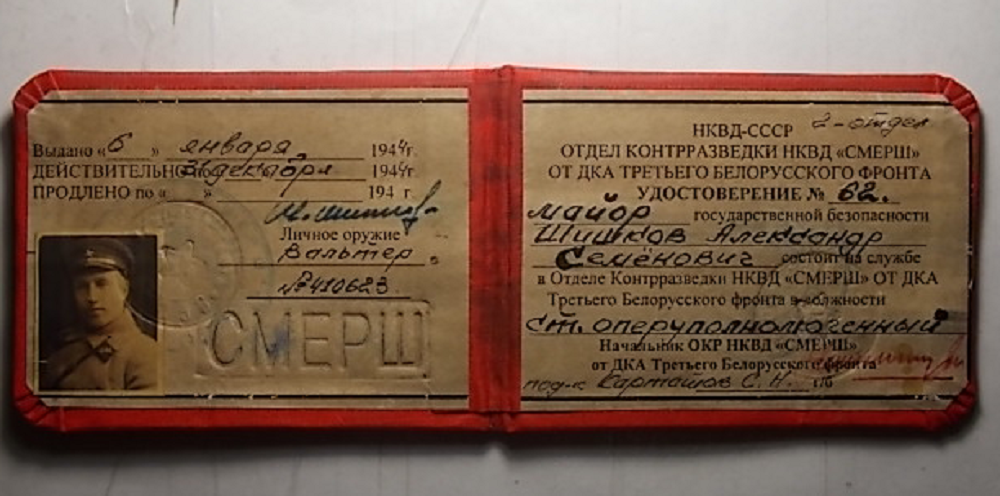 Выдано « 6 » января 1944г.
ДЕЙСТВИТЕЛЬНО 31 декабря 1944г.
ПРОДЛЕНО по « » 194 г.
Личное оружие
Вальтер
№ 410623
СМЕРШ
2-отдел
НКВД-СССР
ОТДЕЛ КОНТРРАЗВЕДКИ НКВД «СМЕРШ»
ОТ ДКА ТРЕТЬЕГО БЕЛОРУССКОГО ФРОНТА
УДОСТОВЕРЕНИЕ № 62.
майор государственной безопасности
Шишков Александр
Семёнович состоит на службе
в Отделе Контрразведки НКВД «СМЕРШ» ОТ ДКА
Третьего Белорусского фронта в должности
ст. оперуполномоченный
Начальник ОКР НКВД «СМЕРШ»
от ДКА Третьего Белорусского фронта
под-к Карташов С. Н. г/б